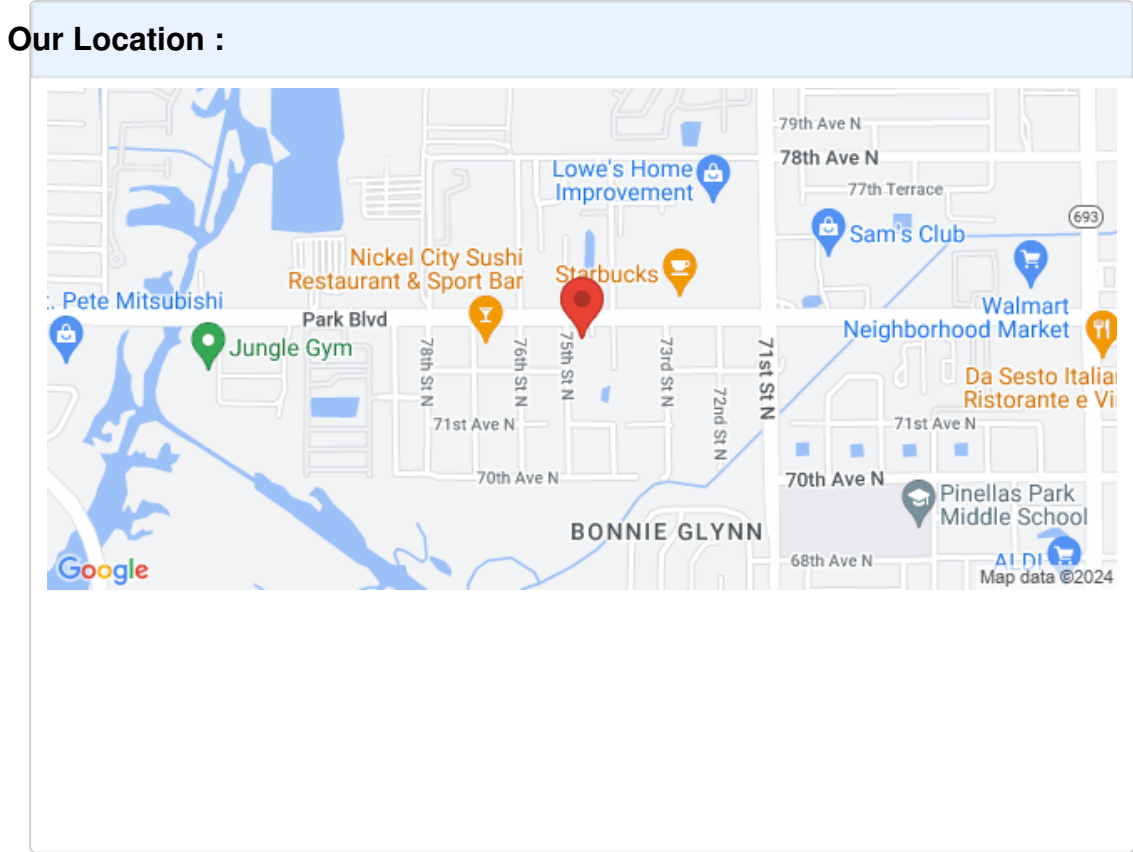 Our Location :
79th Ave N
78th Ave N
Lowe's Home
Improvement
77th Terrace
693
Sam's Club
Nickel City Sushi
Restaurant & Sport Bar
Starbucks
. Pete Mitsubishi
Park Blvd
Walmart
Neighborhood Market
Jungle Gym
78th St N
76th St N
75th St N
73rd St N
72nd St N
71st St N
Da Sesto Italia
Ristorante e Vi
71st Ave N
71st Ave N
70th Ave N
70th Ave N
Pinellas Park
Middle School
BONNIE GLYNN
68th Ave N
ALDI
Google
Map data ©2024